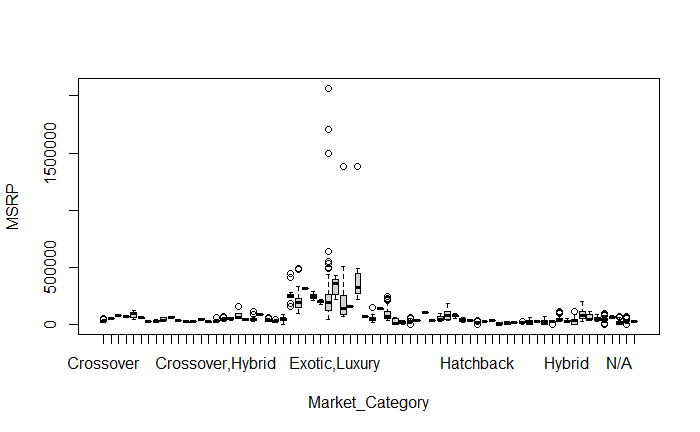 MSRP
1500000
500000
0
Crossover Crossover,Hybrid Exotic,Luxury Hatchback Hybrid N/A
Market_Category